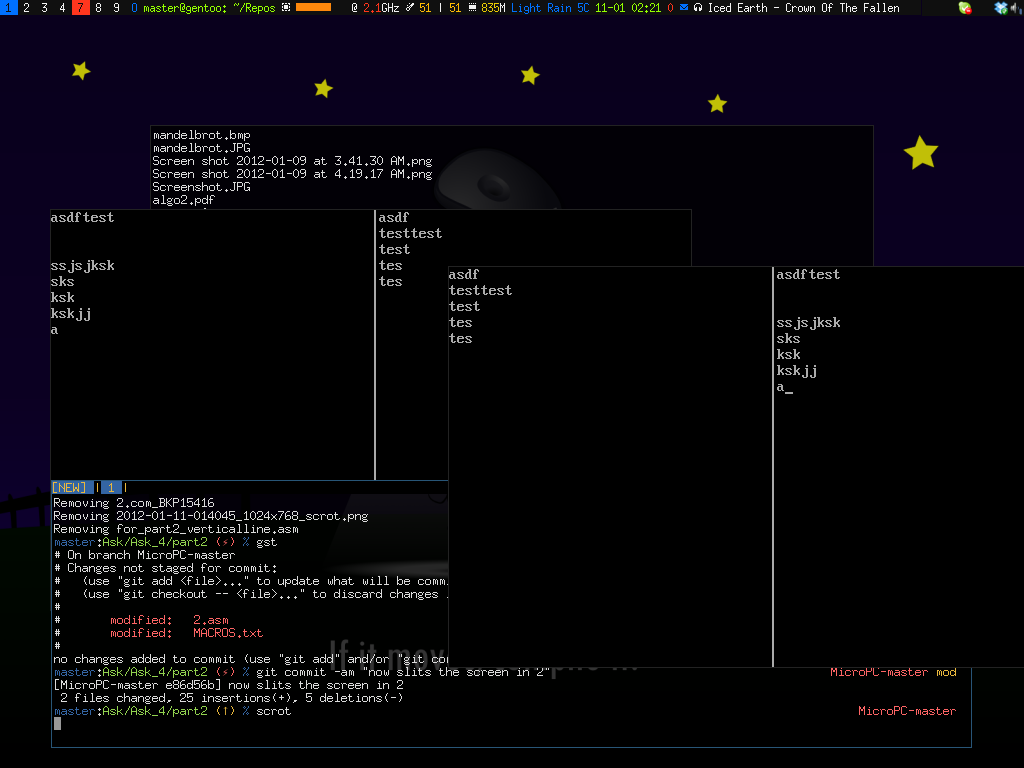 1 2 3 4 7 8 9 master@gentoo: ~/Repos @ 2.1GHz 51 | 51 835M Light Rain 5C 11-01 02:21 0 Iced Earth - Crown Of The Fallen
mandelbrot.bmp
mandelbrot.JPG
Screen shot 2012-01-09 at 3.41.30 AM.png
Screen shot 2012-01-09 at 4.19.17 AM.png
Screenshot.JPG
algo2.pdf
asdftest
ssjsjksk
sks
ksk
kskjj
a
asdf
testtest
test
tes
tes
asdf
testtest
test
tes
tes
asdftest
ssjsjksk
sks
ksk
kskjj
a_
[NEW] | 1 |
Removing 2.com_BKP15416
Removing 2012-01-11-014045_1024x768_scrot.png
Removing for_part2_verticalline.asm
master:Ask/Ask_4/part2 (⚡) % gst
# On branch MicroPC-master
# Changes not staged for commit:
#   (use "git add <file>..." to update what will be comm
#   (use "git checkout -- <file>..." to discard changes
#
#       modified:   2.asm
#       modified:   MACROS.txt
#
no changes added to commit (use "git add" and/or "git co
If it mov
master:Ask/Ask_4/part2 (⚡) % git commit -am "now slits the screen in 2" MicroPC-master mod
[MicroPC-master e86d56b] now slits the screen in 2
 2 files changed, 25 insertions(+), 5 deletions(-)
master:Ask/Ask_4/part2 (↑) % scrot MicroPC-master